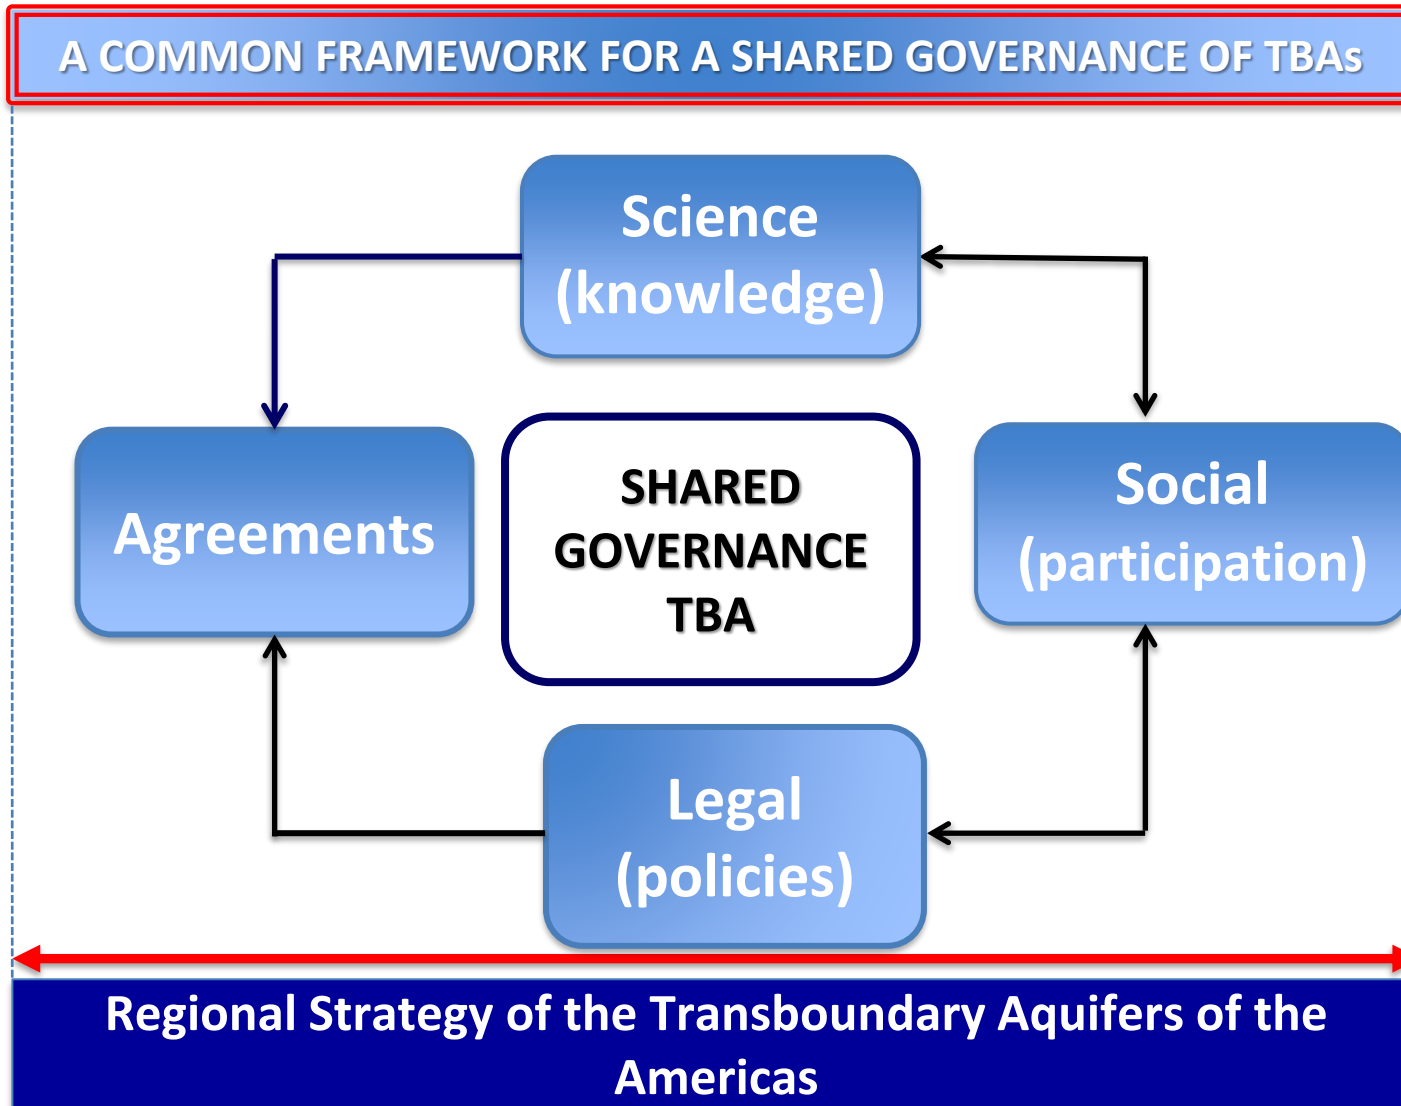 A COMMON FRAMEWORK FOR A SHARED GOVERNANCE OF TBAs
Science
(knowledge)
Agreements
SHARED
GOVERNANCE
TBA
Social
(participation)
Legal
(policies)
Regional Strategy of the Transboundary Aquifers of the
Americas